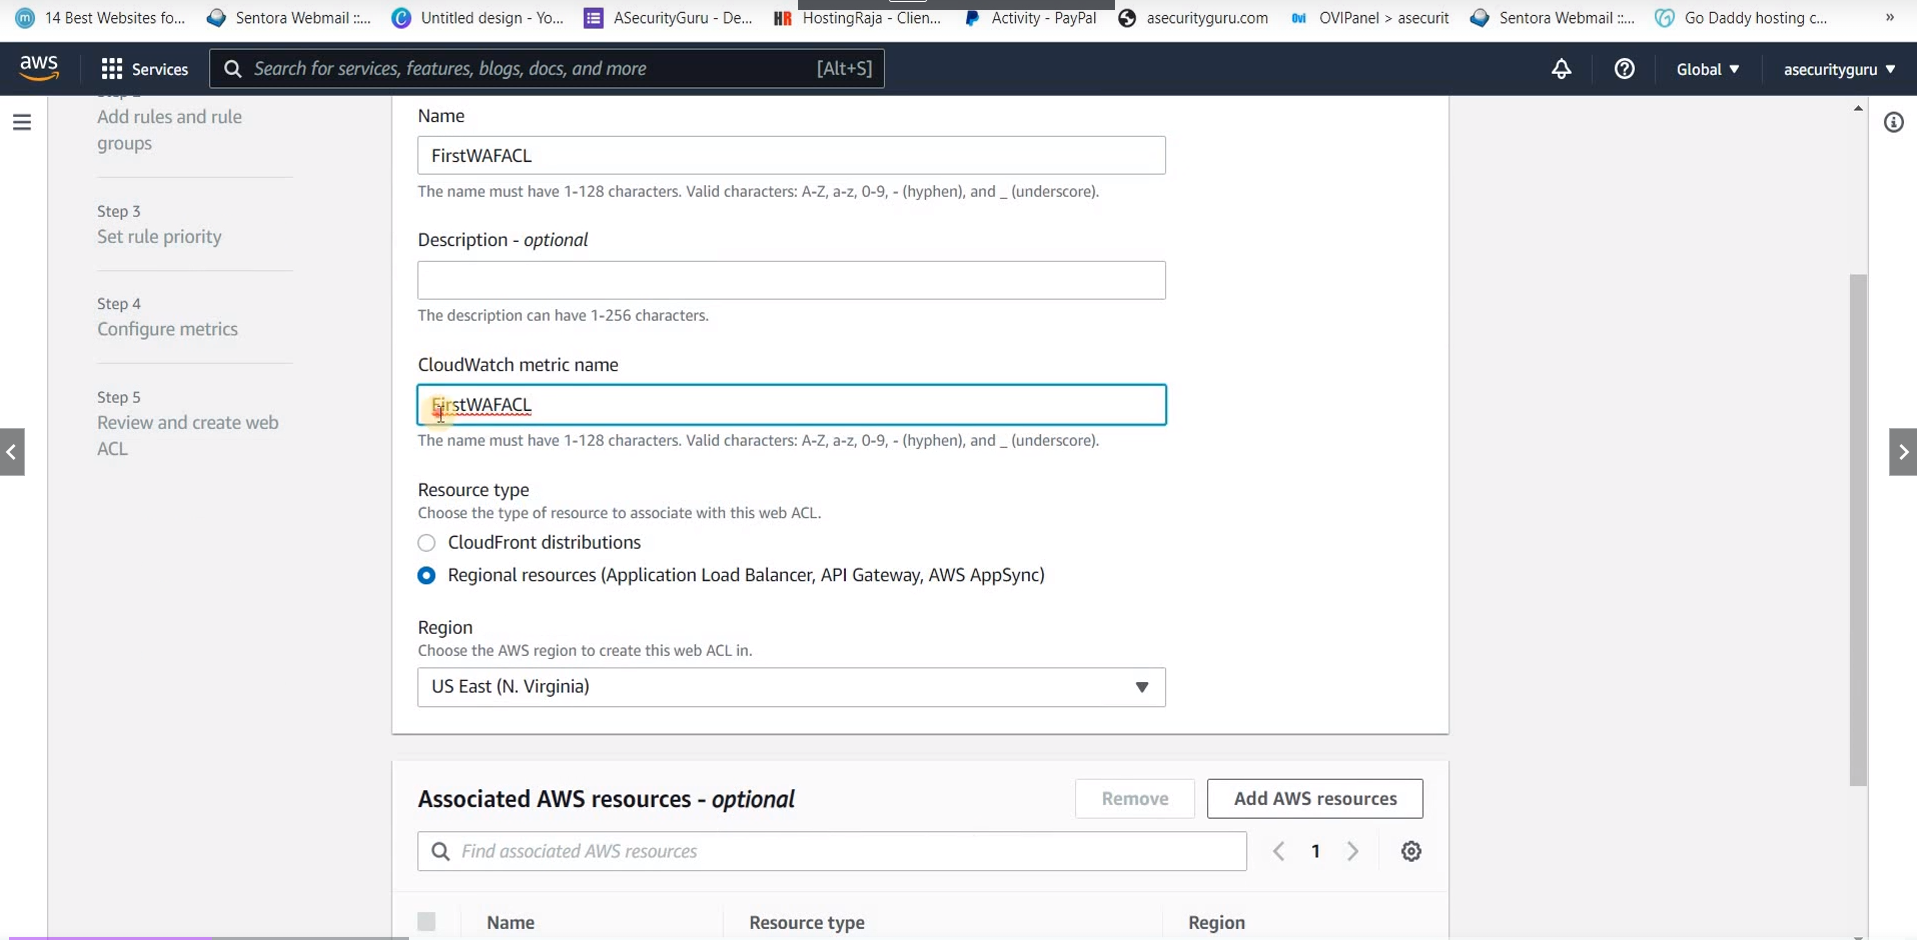 14 Best Websites fo...
Sentora Webmail ::...
Untitled design - Yo...
ASecurityGuru - De...
HR HostingRaja - Clien...
Activity - PayPal
asecurityguru.com
Ovi OVIPanel > asecurit
Sentora Webmail ::...
Go Daddy hosting c...
»
aws
Services
Search for services, features, blogs, docs, and more [Alt+S]
Global
asecurityguru
Add rules and rule
groups
Step 3
Set rule priority
Step 4
Configure metrics
Step 5
Review and create web
ACL
Name
FirstWAFACL
The name must have 1-128 characters. Valid characters: A-Z, a-z, 0-9, - (hyphen), and _ (underscore).
Description - optional
The description can have 1-256 characters.
CloudWatch metric name
FirstWAFACL
The name must have 1-128 characters. Valid characters: A-Z, a-z, 0-9, - (hyphen), and _ (underscore).
Resource type
Choose the type of resource to associate with this web ACL.
CloudFront distributions
Regional resources (Application Load Balancer, API Gateway, AWS AppSync)
Region
Choose the AWS region to create this web ACL in.
US East (N. Virginia)
Associated AWS resources - optional
Remove
Add AWS resources
Find associated AWS resources
1
Name
Resource type
Region